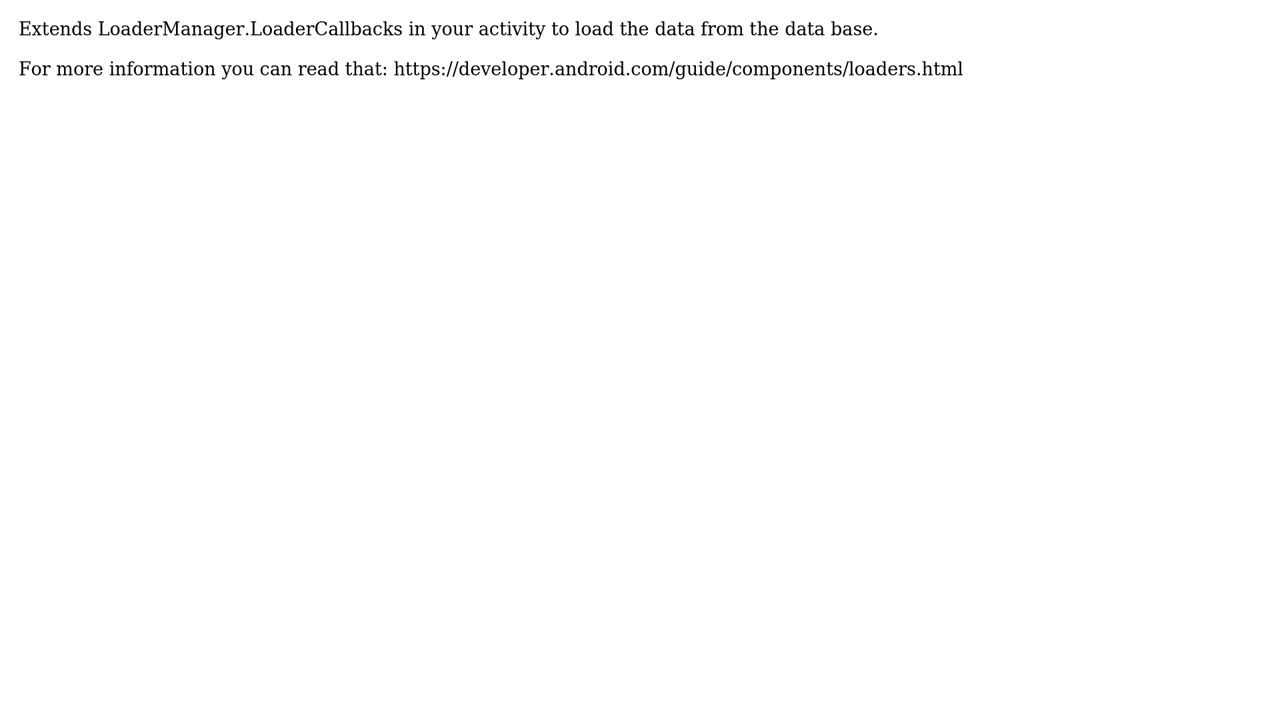 Extends LoaderManager.LoaderCallbacks in your activity to load the data from the data base.
For more information you can read that: https://developer.android.com/guide/components/loaders.html